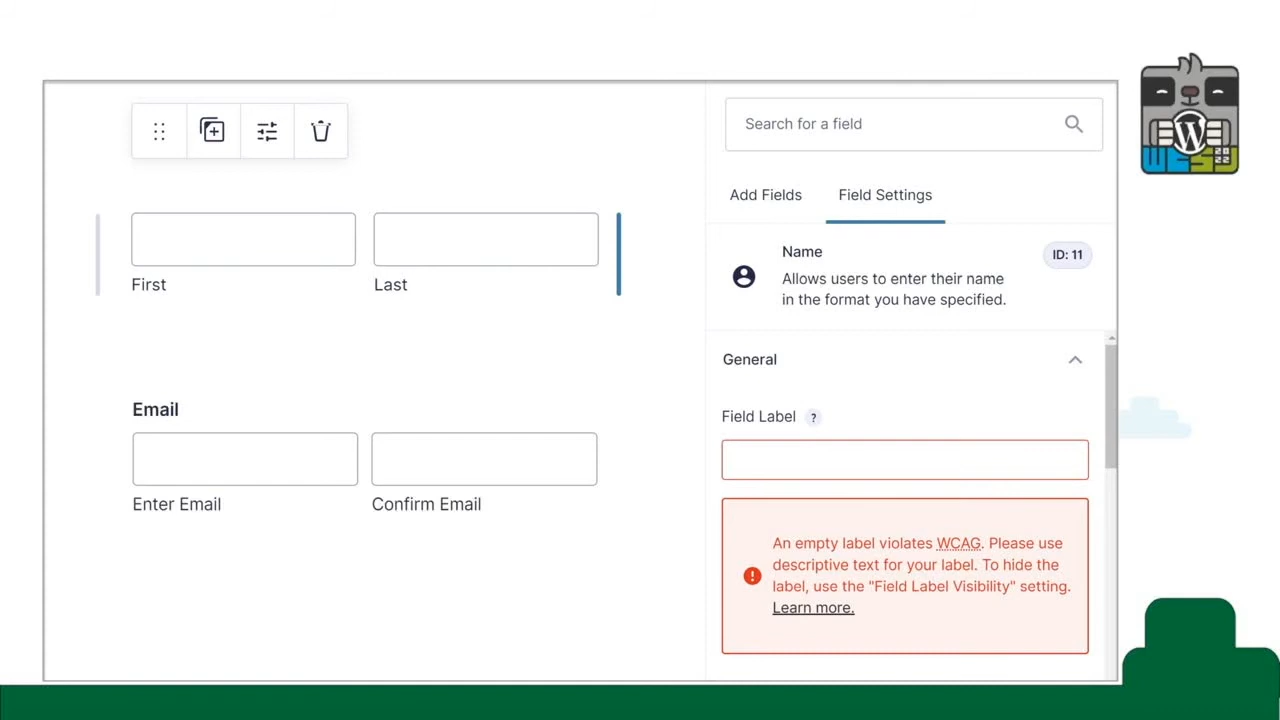 Search for a field
Add Fields
Field Settings
First
Last
Name
ID: 11
Allows users to enter their name
in the format you have specified.
General
Field Label ?
Email
Enter Email
Confirm Email
An empty label violates WCAG. Please use
descriptive text for your label. To hide the
label, use the "Field Label Visibility" setting.
Learn more.